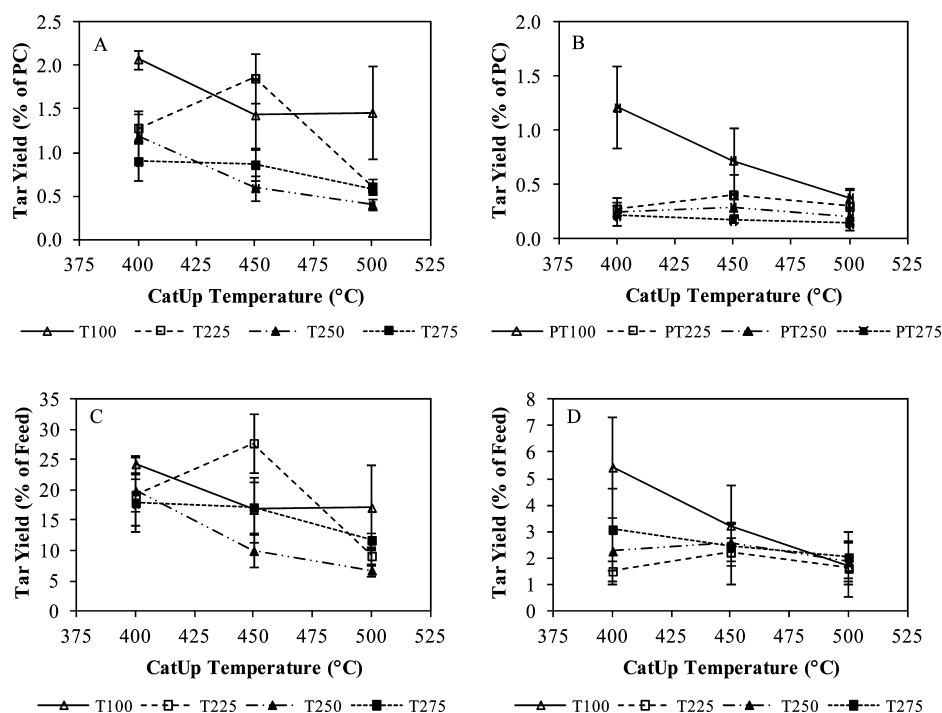 A
Tar Yield (% of PC)
2.5
2.0
1.5
1.0
0.5
0.0
375 400 425 450 475 500 525
CatUp Temperature (°C)
T100 T225 T250 T275
B
Tar Yield (% of PC)
2.0
1.5
1.0
0.5
0.0
375 400 425 450 475 500 525
CatUp Temperature (°C)
PT100 PT225 PT250 PT275
C
Tar Yield (% of Feed)
35
30
25
20
15
10
5
0
375 400 425 450 475 500 525
CatUp Temperature (°C)
T100 T225 T250 T275
D
Tar Yield (% of Feed)
8
7
6
5
4
3
2
1
0
375 400 425 450 475 500 525
CatUp Temperature (°C)
T100 T225 T250 T275